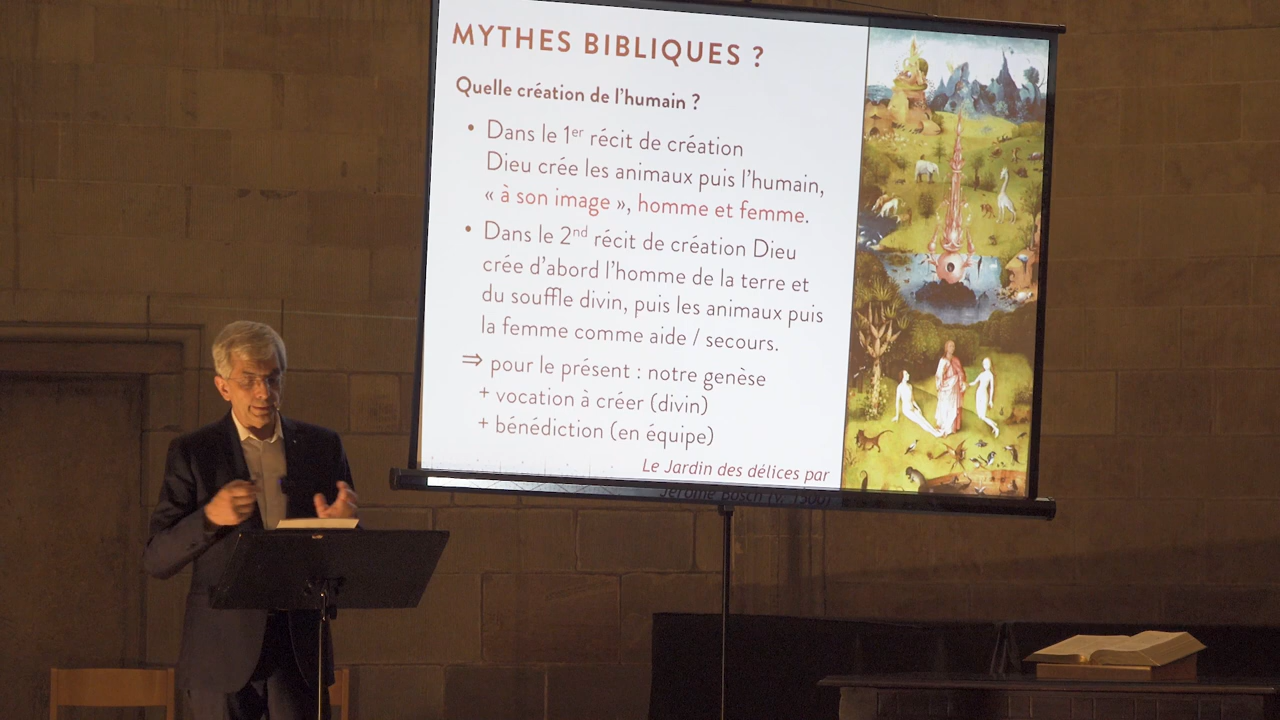 MYTHES BIBLIQUES ?
Quelle création de l'humain ?
• Dans le 1er récit de création
Dieu crée les animaux puis l'humain,
« à son image », homme et femme.
• Dans le 2nd récit de création Dieu
crée d'abord l'homme de la terre et
du souffle divin, puis les animaux puis
la femme comme aide / secours.
⇒ pour le présent : notre genèse
+ vocation à créer (divin)
+ bénédiction (en équipe)
Le Jardin des délices par
Jérôme Bosch (v. 1500)